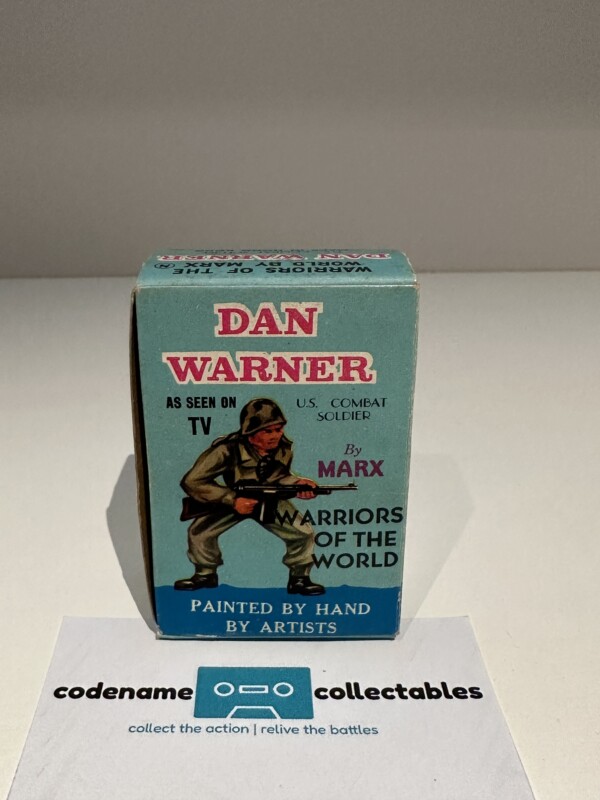 WARRIORS OF THE
WORLD BY MARX
DAN WARNER
DAN
WARNER
AS SEEN ON
TV
U.S. COMBAT
SOLDIER
By
MARX
WARRIORS
OF THE
WORLD
PAINTED BY HAND
BY ARTISTS
codename collectables
collect the action | relive the battles